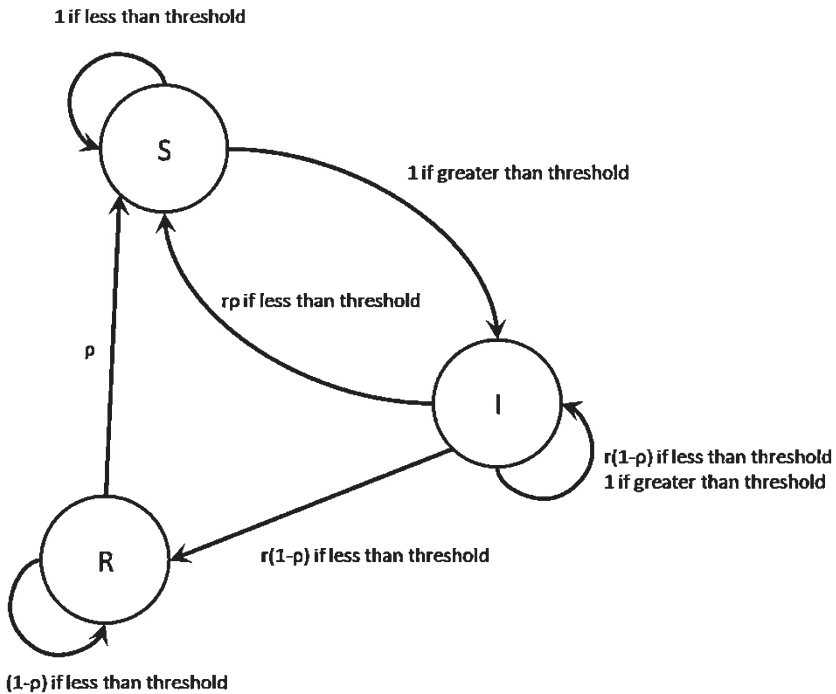 1 if less than threshold
S
1 if greater than threshold
rρ if less than threshold
ρ
I
r(1-ρ) if less than threshold
1 if greater than threshold
R
r(1-ρ) if less than threshold
(1-ρ) if less than threshold